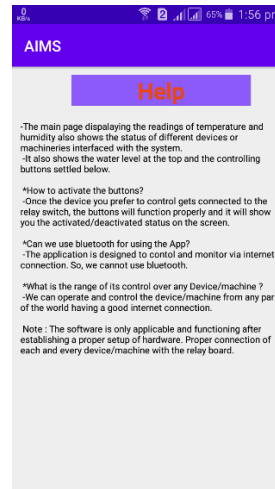 0
KB/s 2 65% 1:56 pm
AIMS
Help
-The main page dispalaying the readings of temperature and
humidity also shows the status of different devices or
machineries interfaced with the system.
-It also shows the water level at the top and the controlling
buttons settled below.
*How to activate the buttons?
-Once the device you prefer to control gets connected to the
relay switch, the buttons will function properly and it will show
you the activated/deactivated status on the screen.
*Can we use bluetooth for using the App?
-The application is designed to contol and monitor via internet
connection. So, we cannot use bluetooth.
*What is the range of its control over any Device/machine ?
-We can operate and control the device/machine from any par
of the world having a good internet connection.
Note : The software is only applicable and functioning after
establishing a proper setup of hardware. Proper connection of
each and every device/machine with the relay board.